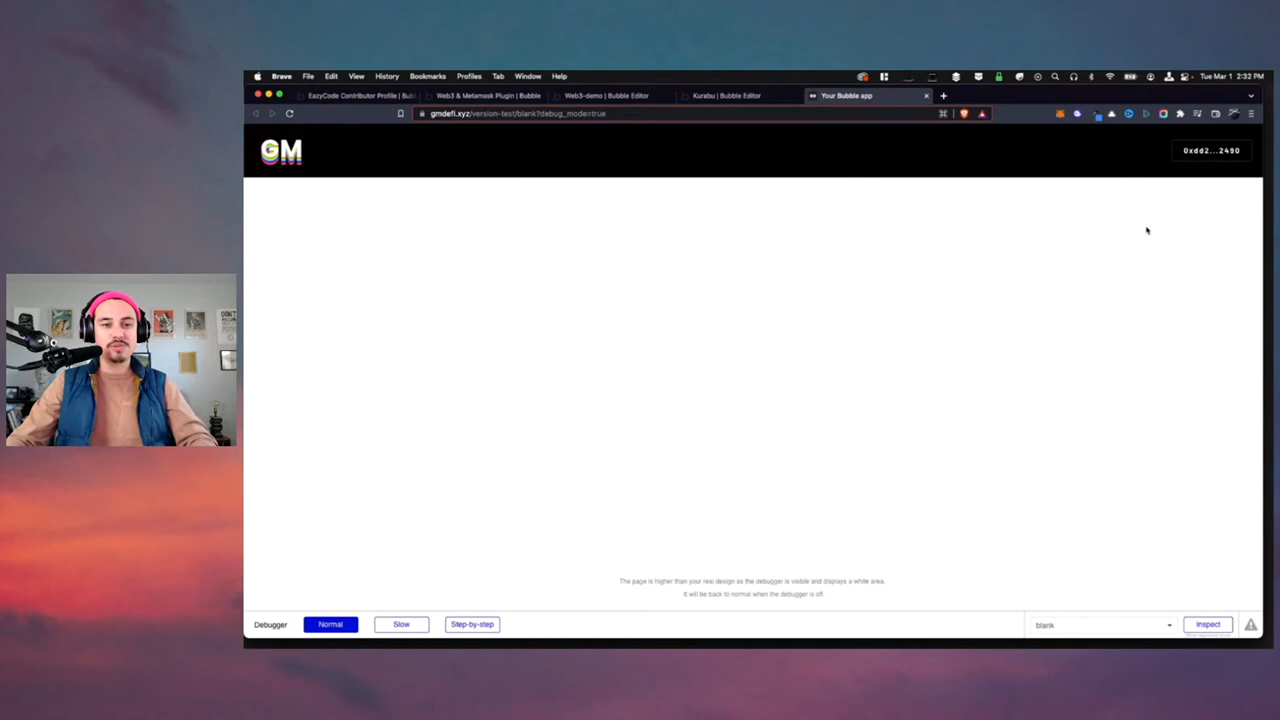 Brave File Edit View History Bookmarks Profiles Tab Window Help Tue Mar 1 2:32 PM
EazyCode Contributor Profile | Bub Web3 & Metamask Plugin | Bubble Web3-demo | Bubble Editor Kurabu | Bubble Editor Your Bubble app
gmdefi.xyz/version-test/blank?debug_mode=true
GM
0xdd2...2490
The page is higher than your real design as the debugger is visible and displays a white area.
It will be back to normal when the debugger is off.
Debugger Normal Slow Step-by-step blank Inspect